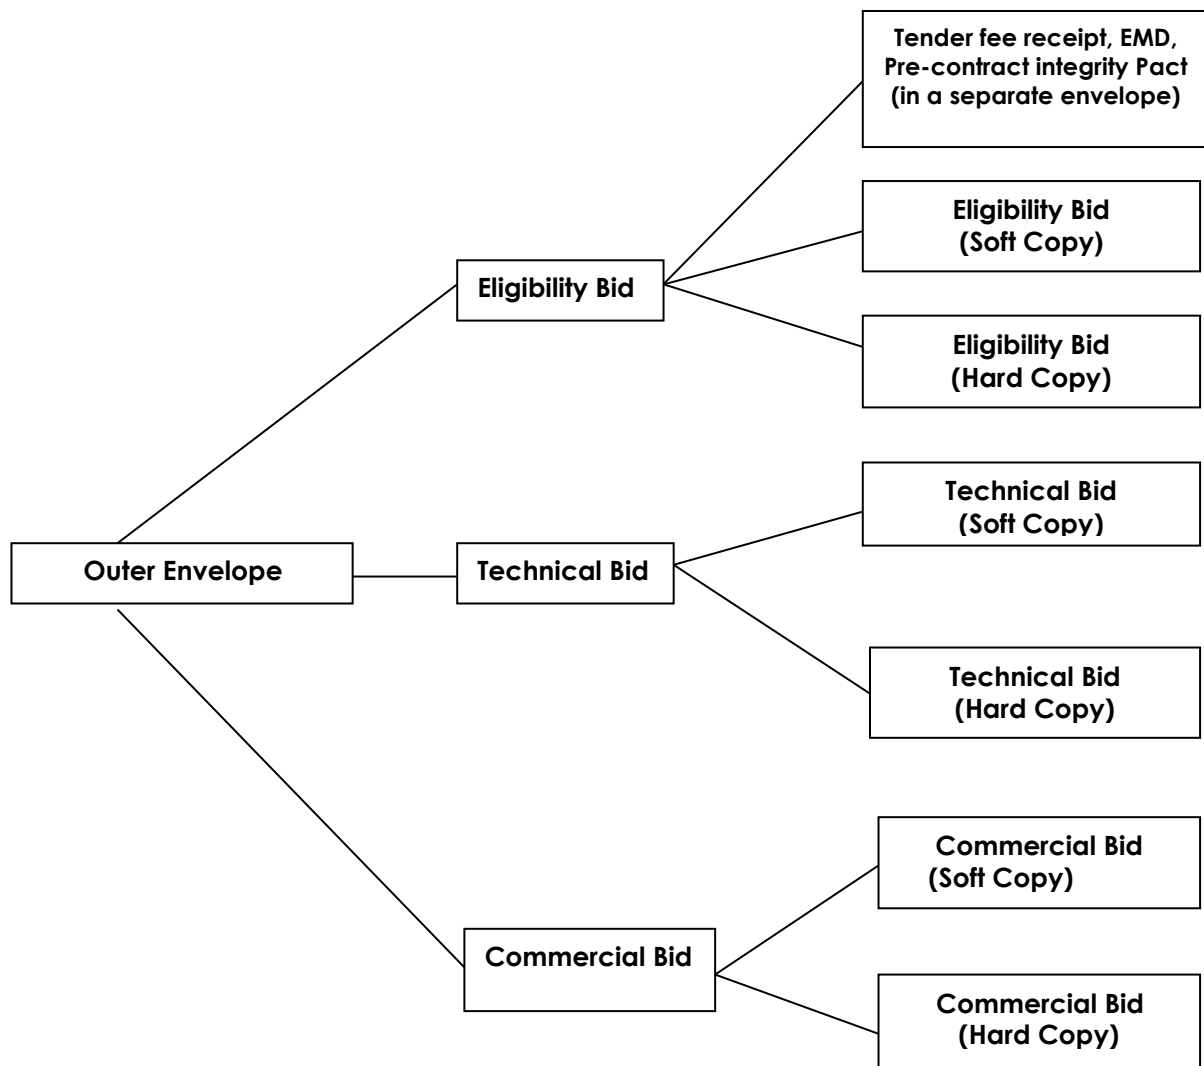 Tender fee receipt, EMD,
Pre-contract integrity Pact
(in a separate envelope)
Eligibility Bid
(Soft Copy)
Eligibility Bid
Eligibility Bid
(Hard Copy)
Technical Bid
(Soft Copy)
Outer Envelope
Technical Bid
Technical Bid
(Hard Copy)
Commercial Bid
(Soft Copy)
Commercial Bid
Commercial Bid
(Hard Copy)